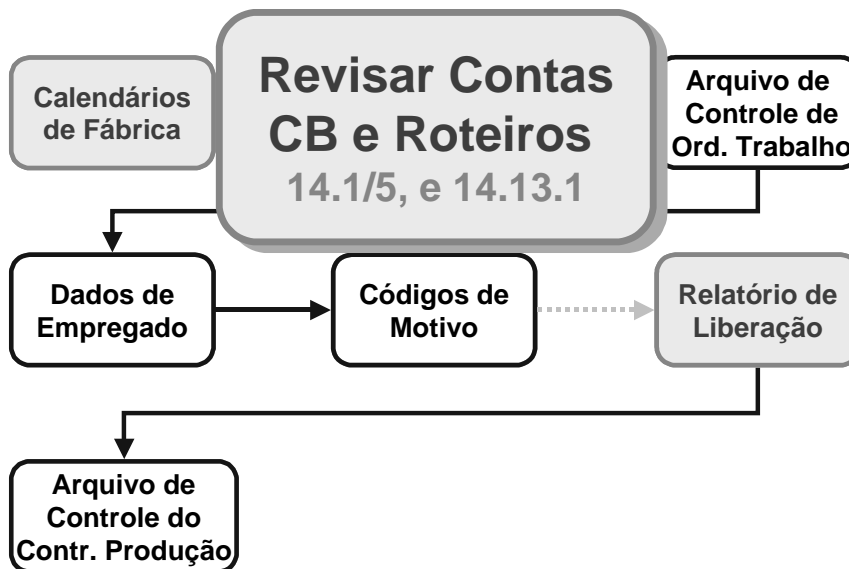 Calendários
de Fábrica
Revisar Contas
CB e Roteiros
14.1/5, e 14.13.1
Arquivo de
Controle de
Ord. Trabalho
Dados de
Empregado
Códigos de
Motivo
Relatório de
Liberação
Arquivo de
Controle do
Contr. Produção